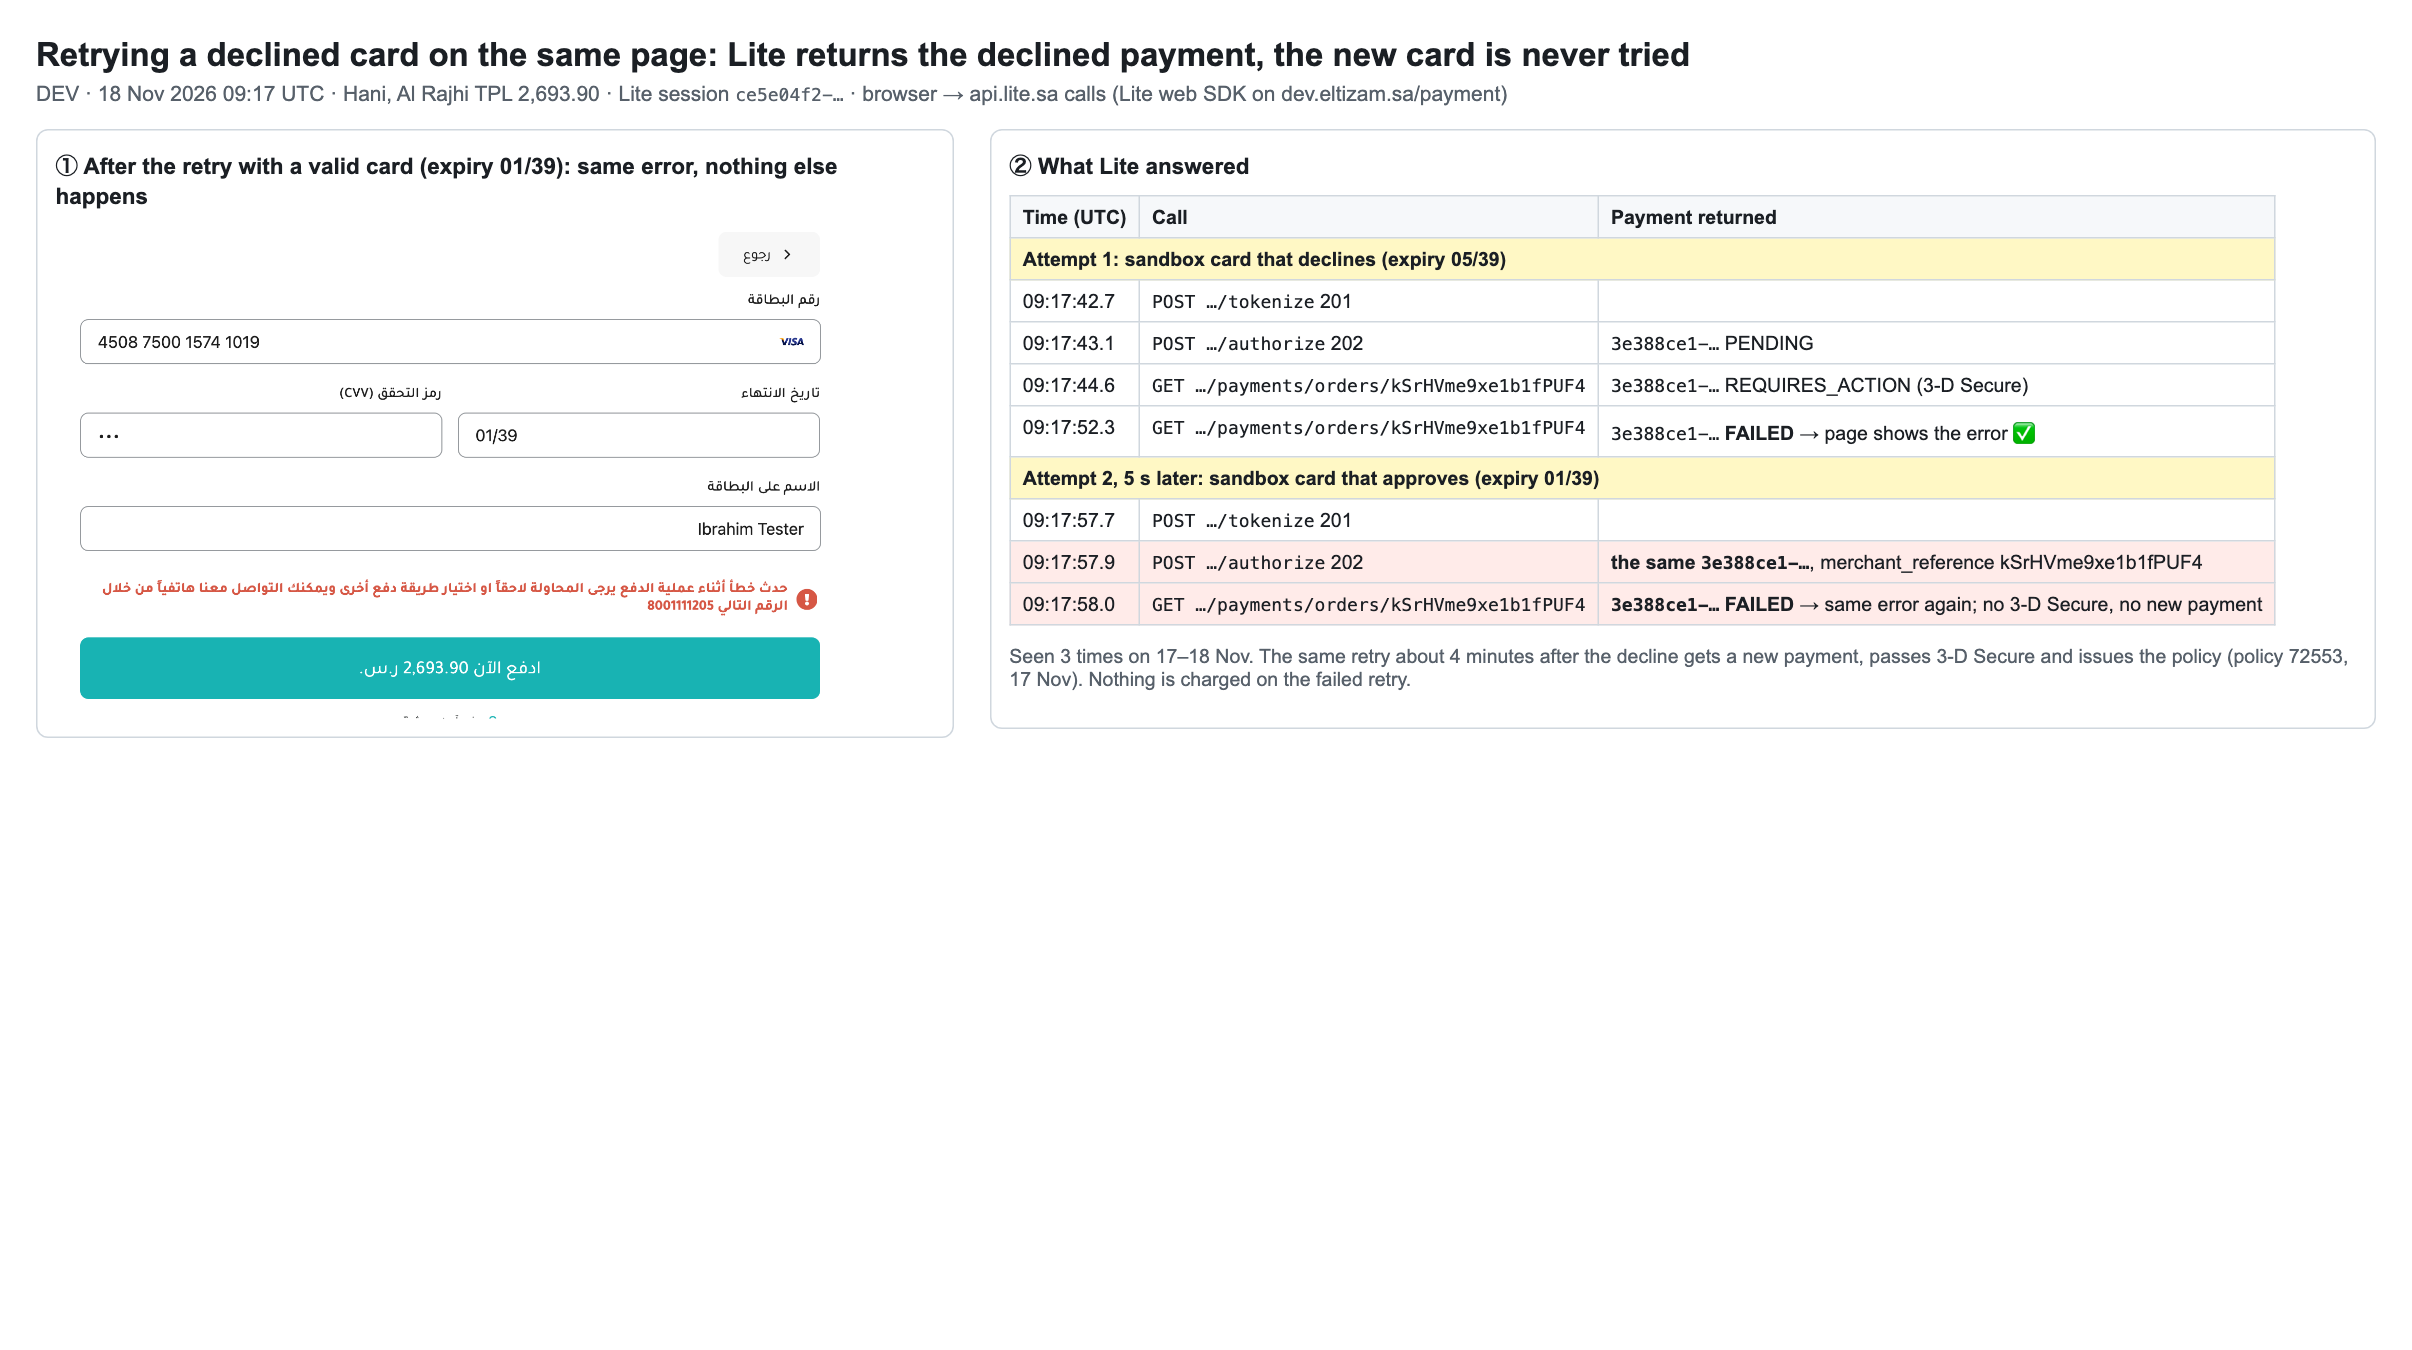 Retrying a declined card on the same page: Lite returns the declined payment, the new card is never tried
DEV · 18 Nov 2026 09:17 UTC · Hani, Al Rajhi TPL 2,693.90 · Lite session ce5e04f2-… · browser → api.lite.sa calls (Lite web SDK on dev.eltizam.sa/payment)
① After the retry with a valid card (expiry 01/39): same error, nothing else
happens
رجوع
رقم البطاقة
4508 7500 1574 1019
VISA
تاريخ الانتهاء
رمز التحقق (CVV)
01/39
•••
الاسم على البطاقة
Ibrahim Tester
حدث خطأ أثناء عملية الدفع يرجى المحاولة لاحقاً او اختيار طريقة دفع أخرى ويمكنك التواصل معنا هاتفياً من خلال
الرقم التالي 8001111205
ادفع الآن 2,693.90 ر.س.
② What Lite answered
Time (UTC) Call Payment returned
Attempt 1: sandbox card that declines (expiry 05/39)
09:17:42.7 POST …/tokenize 201
09:17:43.1 POST …/authorize 202 3e388ce1-… PENDING
09:17:44.6 GET …/payments/orders/kSrHVme9xe1b1fPUF4 3e388ce1-… REQUIRES_ACTION (3-D Secure)
09:17:52.3 GET …/payments/orders/kSrHVme9xe1b1fPUF4 3e388ce1-… FAILED → page shows the error ✅
Attempt 2, 5 s later: sandbox card that approves (expiry 01/39)
09:17:57.7 POST …/tokenize 201
09:17:57.9 POST …/authorize 202 the same 3e388ce1-…, merchant_reference kSrHVme9xe1b1fPUF4
09:17:58.0 GET …/payments/orders/kSrHVme9xe1b1fPUF4 3e388ce1-… FAILED → same error again; no 3-D Secure, no new payment
Seen 3 times on 17–18 Nov. The same retry about 4 minutes after the decline gets a new payment, passes 3-D Secure and issues the policy (policy 72553,
17 Nov). Nothing is charged on the failed retry.